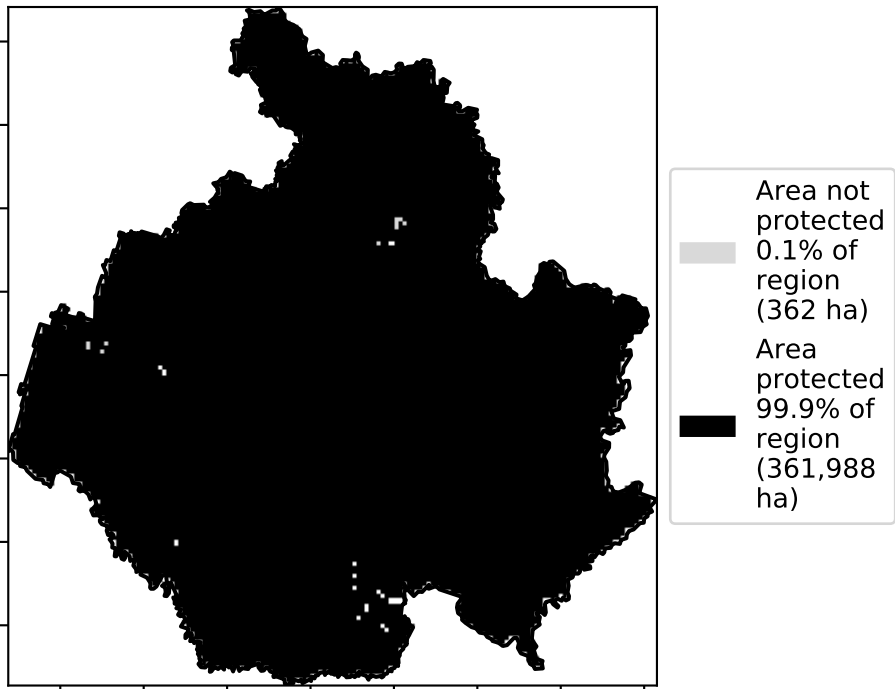 Area not
protected
0.1% of
region
(362 ha)
Area
protected
99.9% of
region
(361,988
ha)